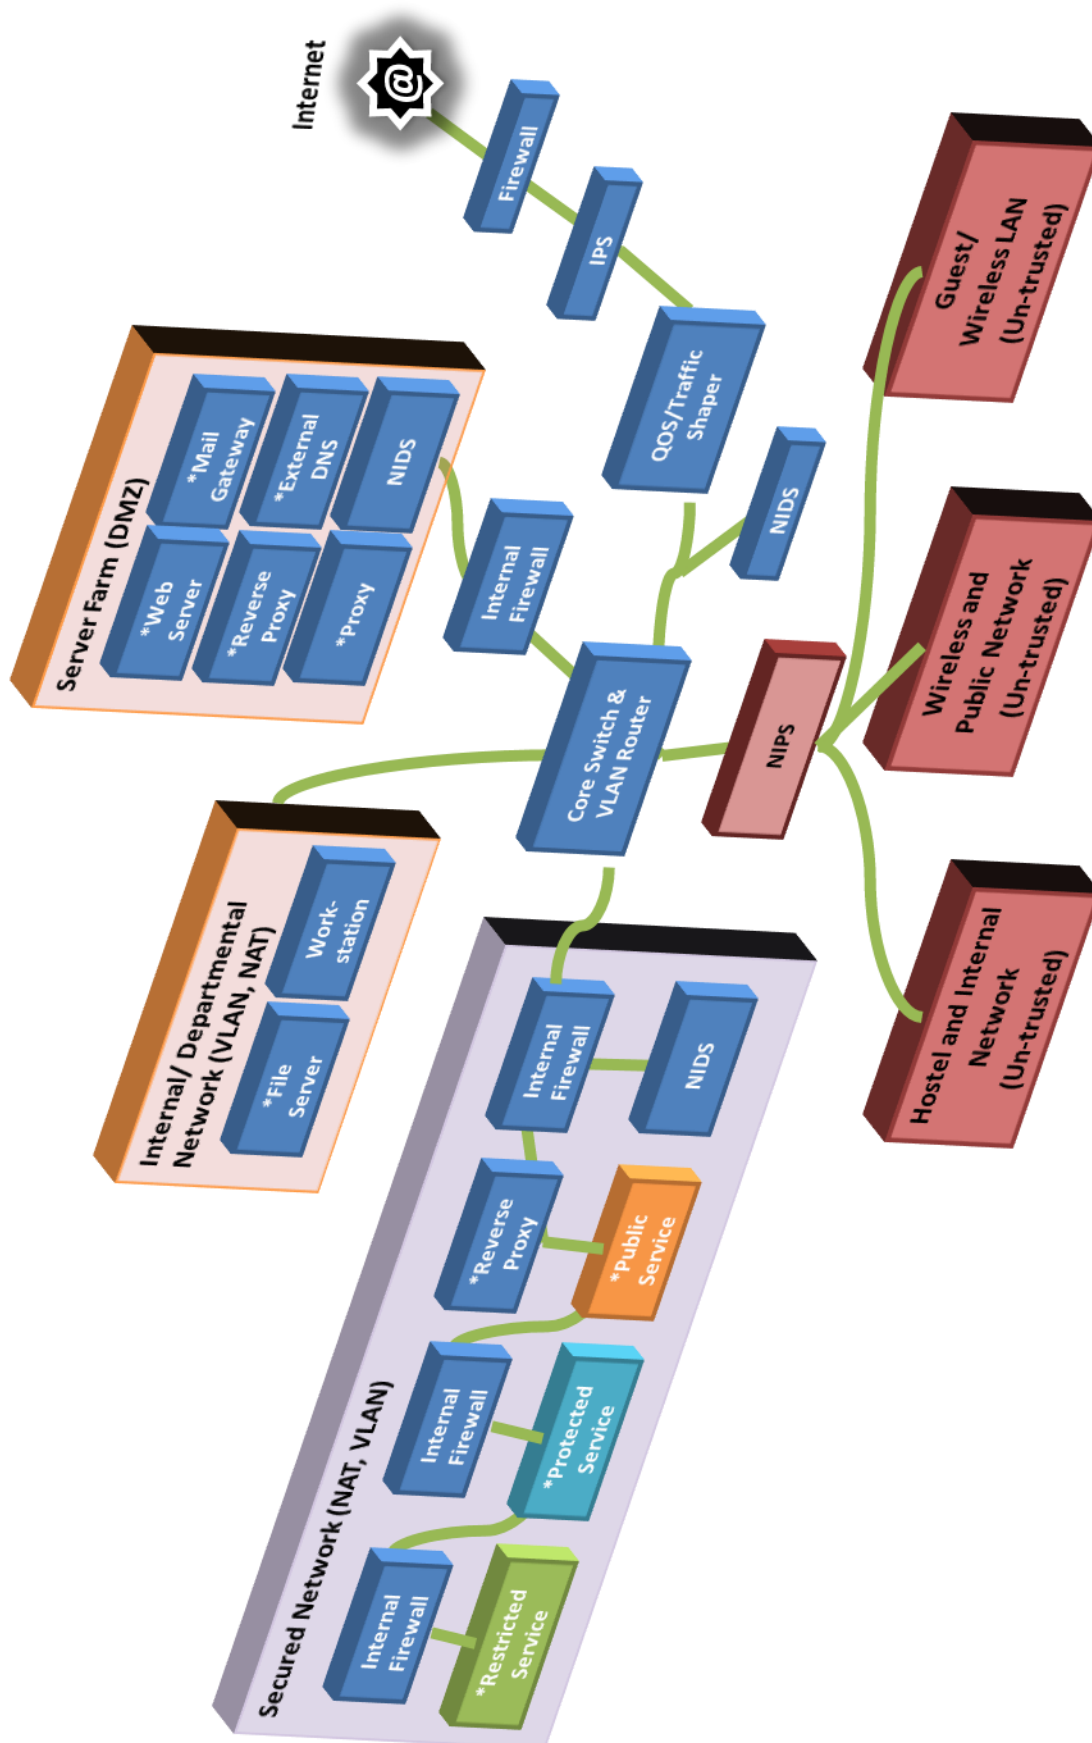 Internet
@
Firewall
IPS
QOS/Traffic
Shaper
NIDS
Server Farm (DMZ)
*Web
Server
*Mail
Gateway
*Reverse
Proxy
*External
DNS
*Proxy
NIDS
Internal
Firewall
Core Switch &
VLAN Router
Internal/ Departmental
Network (VLAN, NAT)
*File
Server
Work-
station
Secured Network (NAT, VLAN)
Internal
Firewall
*Restricted
Service
Internal
Firewall
*Protected
Service
*Reverse
Proxy
*Public
Service
Internal
Firewall
NIDS
NIPS
Hostel and Internal
Network
(Un-trusted)
Wireless and
Public Network
(Un-trusted)
Guest/
Wireless LAN
(Un-trusted)